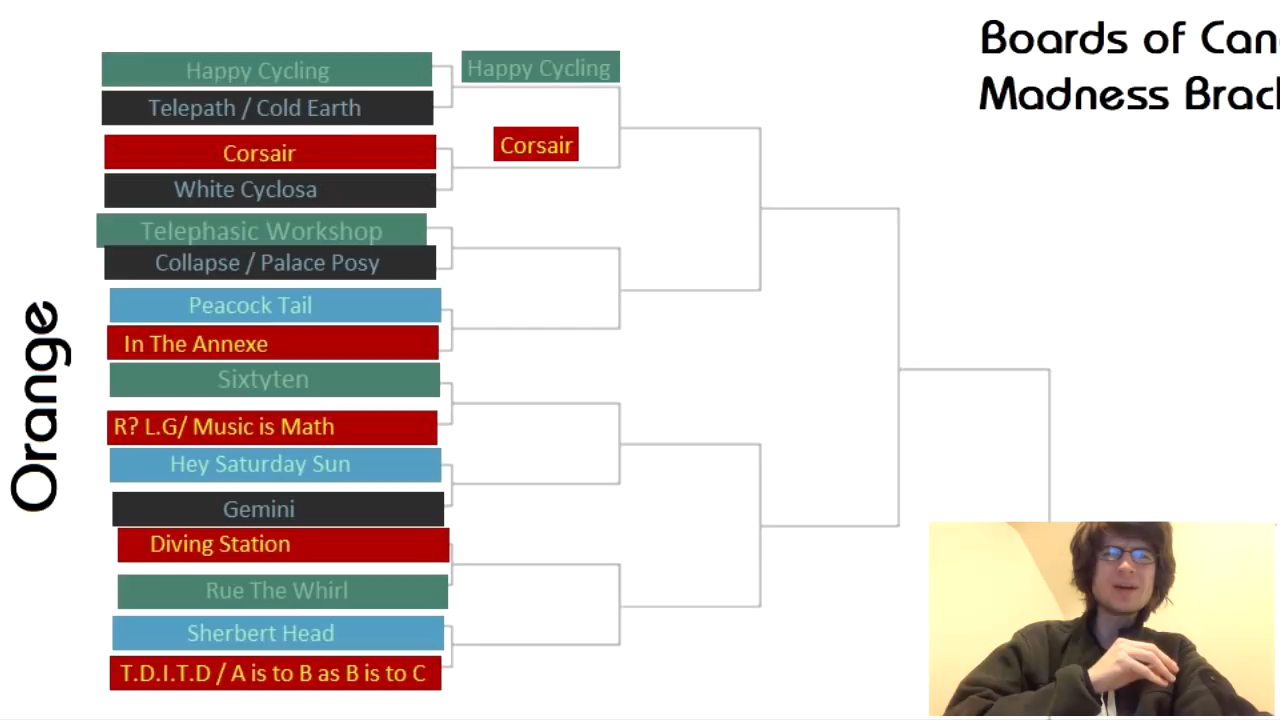 Boards of Can
Madness Brac
Orange
Happy Cycling
Telepath / Cold Earth
Corsair
White Cyclosa
Telephasic Workshop
Collapse / Palace Posy
Peacock Tail
In The Annexe
Sixtyten
R? L.G/ Music is Math
Hey Saturday Sun
Gemini
Diving Station
Rue The Whirl
Sherbert Head
T.D.I.T.D / A is to B as B is to C
Happy Cycling
Corsair